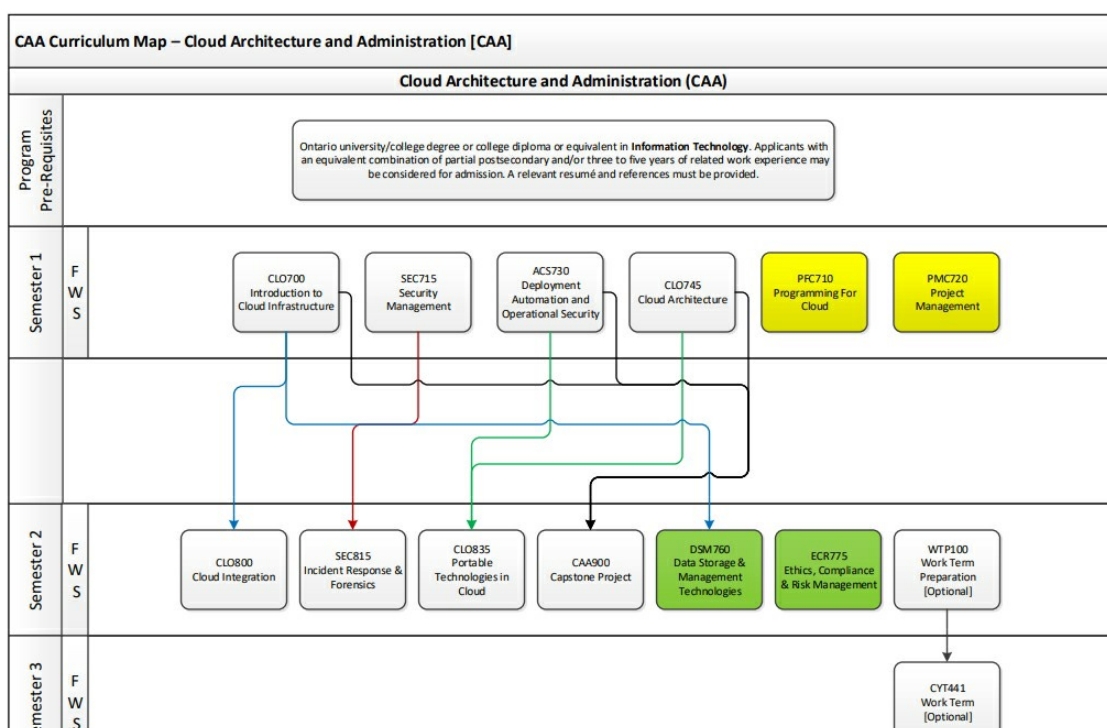 CAA Curriculum Map – Cloud Architecture and Administration [CAA]
Cloud Architecture and Administration (CAA)
Program
Pre-Requisites
Ontario university/college degree or college diploma or equivalent in Information Technology. Applicants with
an equivalent combination of partial postsecondary and/or three to five years of related work experience may
be considered for admission. A relevant resumé and references must be provided.
Semester 1
F
W
S
CLO700
Introduction to
Cloud Infrastructure
SEC715
Security
Management
ACS730
Deployment
Automation and
Operational Security
CLO745
Cloud Architecture
PFC710
Programming For
Cloud
PMC720
Project
Management
Semester 2
F
W
S
CLO800
Cloud Integration
SEC815
Incident Response &
Forensics
CLO835
Portable
Technologies in
Cloud
CAA900
Capstone Project
DSM760
Data Storage &
Management
Technologies
ECR775
Ethics, Compliance
& Risk Management
WTP100
Work Term
Preparation
[Optional]
emester 3
F
W
S
CYT441
Work Term
[Optional]